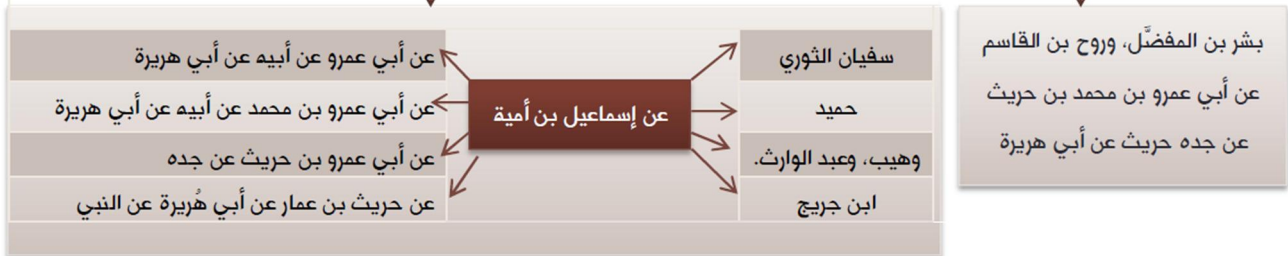 بشر بن المفضَّل، وروح بن القاسم
عن أبي عمرو بن محمد بن حريث
عن جده حريث عن أبي هريرة
سفيان الثوري
حميد
وهيب، وعبد الوارث.
ابن جريج
عن إسماعيل بن أمية
عن أبي عمرو عن أبيه عن أبي هريرة
عن أبي عمرو بن محمد عن أبيه عن أبي هريرة
عن أبي عمرو بن حريث عن جده
عن حريث بن عمار عن أبي هُريرة عن النبي